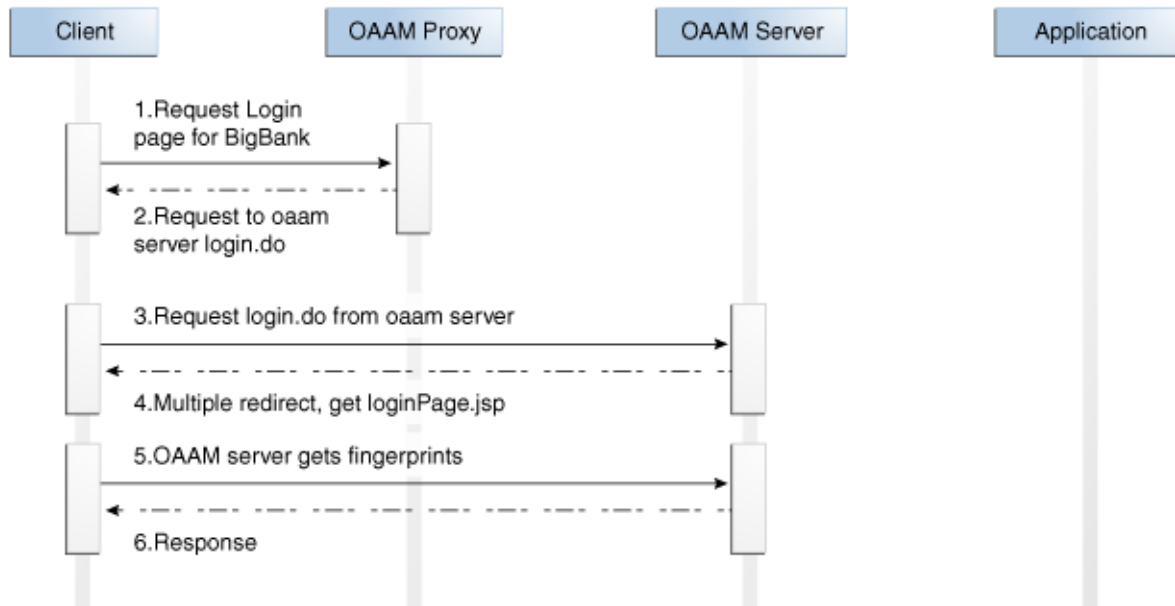 Client
OAAM Proxy
OAAM Server
Application
1.Request Login
page for BigBank
2.Request to oaam
server login.do
3.Request login.do from oaam server
4.Multiple redirect, get loginPage.jsp
5.OAAM server gets fingerprints
6.Response